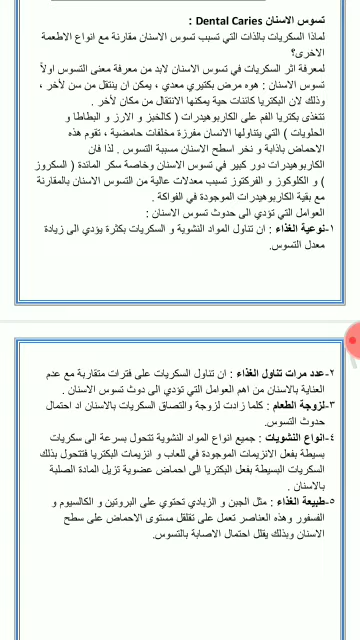 تسوس الاسنان Dental Caries :
لماذا السكريات بالذات التي تسبب تسوس الاسنان مقارنة مع انواع الاطعمة
الاخرى؟
لمعرفة اثر السكريات في تسوس الاسنان لابد من معرفة معنى التسوس اولاً
تسوس الاسنان : هوه مرض بكتيري معدي ، يمكن ان ينتقل من سن لأخر ،
وذلك لان البكتريا كائنات حية يمكنها الانتقال من مكان لأخر .
تتغذى بكتريا الفم على الكاربوهيدرات ( كالخبز و الارز و البطاطا و
الحلويات ) التي يتناولها الانسان مفرزة مخلفات حامضية ، تقوم هذه
الاحماض بأذابة و نخر اسطح الاسنان مسببة التسوس . لذا فان
الكاربوهيدرات دور كبير في تسوس الاسنان وخاصة سكر المائدة ( السكروز
) و الكلوكوز و الفركتوز تسبب معدلات عالية من التسوس الاسنان بالمقارنة
مع بقية الكاربوهيدرات الموجودة في الفواكة .
العوامل التي تؤدي الى حدوث تسوس الاسنان :
١-نوعية الغذاء : ان تناول المواد النشوية و السكريات بكثرة يؤدي الى زيادة
معدل التسوس.
٢-عدد مرات تناول الغذاء : ان تناول السكريات على فترات متقاربة مع عدم
العناية بالاسنان من اهم العوامل التي تؤدي الى دوث تسوس الاسنان .
٣-لزوجة الطعام : كلما زادت لزوجة والتصاق السكريات بالاسنان اد احتمال
حدوث التسوس.
٤-انواع النشويات : جميع انواع المواد النشوية تتحول بسرعة الى سكريات
بسيطة بفعل الانزيمات الموجودة في اللعاب و انزيمات البكتريا فتتحول بذلك
السكريات البسيطة بفعل البكتريا الى احماض عضوية تزيل المادة الصلبة
بالاسنان .
٥-طبيعة الغذاء : مثل الجبن و الزبادي تحتوي على البروتين و الكالسيوم و
الفسفور وهذه العناصر تعمل على تقلقل مستوى الاحماض على سطح
الاسنان وبذلك يقلل احتمال الاصابة بالتسوس.